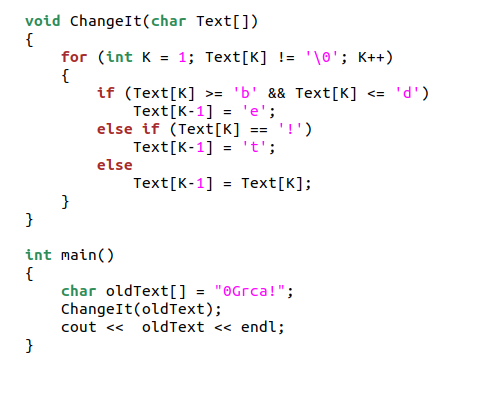 void ChangeIt(char Text[])
{
    for (int K = 1; Text[K] != '\0'; K++)
    {
        if (Text[K] >= 'b' && Text[K] <= 'd')
            Text[K-1] = 'e';
        else if (Text[K] == '!')
            Text[K-1] = 't';
        else
            Text[K-1] = Text[K];
    }
}

int main()
{
    char oldText[] = "0Grca!";
    ChangeIt(oldText);
    cout <<  oldText << endl;
}